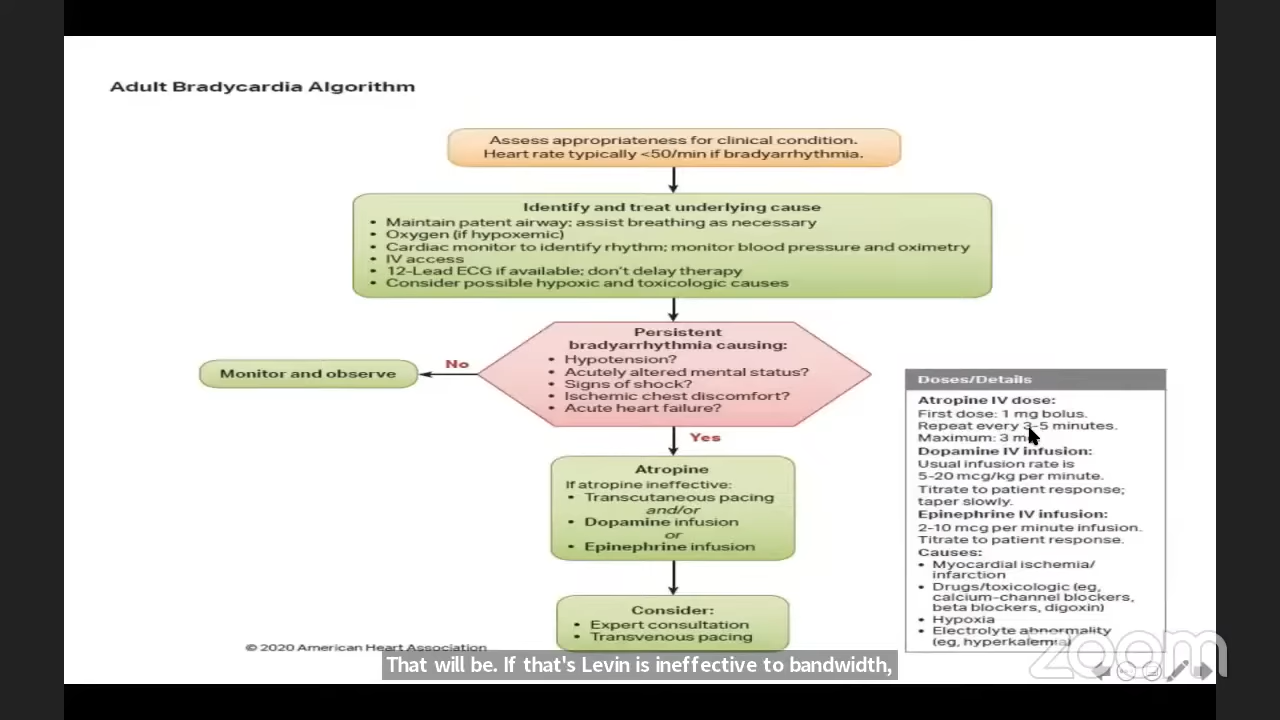 Adult Bradycardia Algorithm
Assess appropriateness for clinical condition.
Heart rate typically <50/min if bradyarrhythmia.
Identify and treat underlying cause
• Maintain patent airway; assist breathing as necessary
• Oxygen (if hypoxemic)
• Cardiac monitor to identify rhythm; monitor blood pressure and oximetry
• IV access
• 12-Lead ECG if available; don't delay therapy
• Consider possible hypoxic and toxicologic causes
Persistent
bradyarrhythmia causing:
• Hypotension?
• Acutely altered mental status?
• Signs of shock?
• Ischemic chest discomfort?
• Acute heart failure?
No
Monitor and observe
Yes
Atropine
If atropine ineffective:
• Transcutaneous pacing
and/or
• Dopamine infusion
or
• Epinephrine infusion
Consider:
• Expert consultation
• Transvenous pacing
Doses/Details
Atropine IV dose:
First dose: 1 mg bolus.
Repeat every 3-5 minutes.
Maximum: 3
Dopamine IV infusion:
Usual infusion rate is
5-20 mcg/kg per minute.
Titrate to patient response;
taper slowly.
Epinephrine IV infusion:
2-10 mcg per minute infusion.
Titrate to patient response.
Causes:
• Myocardial ischemia/
infarction
• Drugs/toxicologic (eg,
calcium-channel blockers,
beta blockers, digoxin)
• Hypoxia
• Electrolyte abnormality
(eg, hyperkalemia)
© 2020 American Heart Association
That will be. If that's Levin is ineffective to bandwidth,
zoom